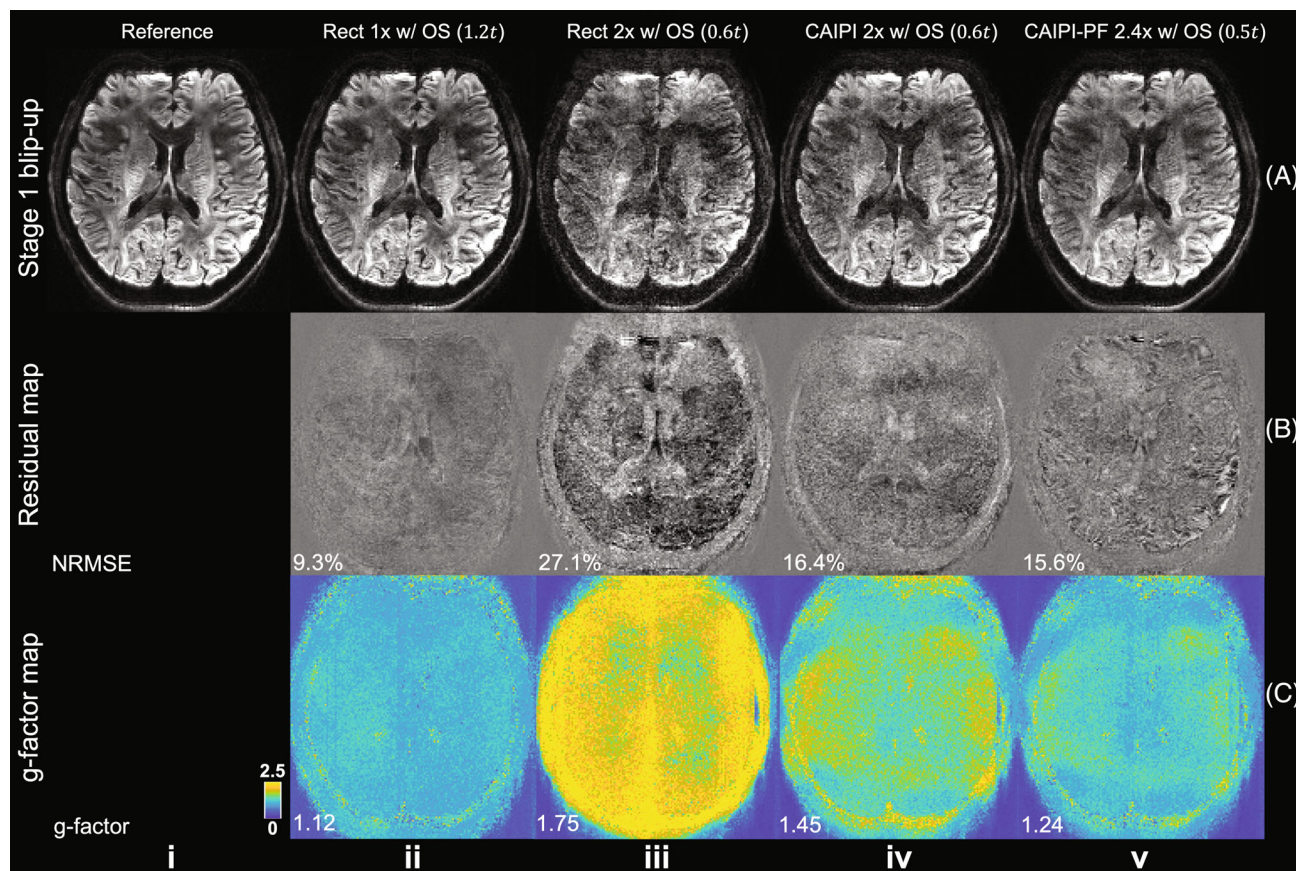 Reference Rect 1x w/ OS (1.2t) Rect 2x w/ OS (0.6t) CAIPI 2x w/ OS (0.6t) CAIPI-PF 2.4x w/ OS (0.5t)
Stage 1 blip-up
(A)
Residual map
(B)
NRMSE 9.3% 27.1% 16.4% 15.6%
g-factor map
(C)
2.5
0
g-factor 1.12 1.75 1.45 1.24
i ii iii iv v